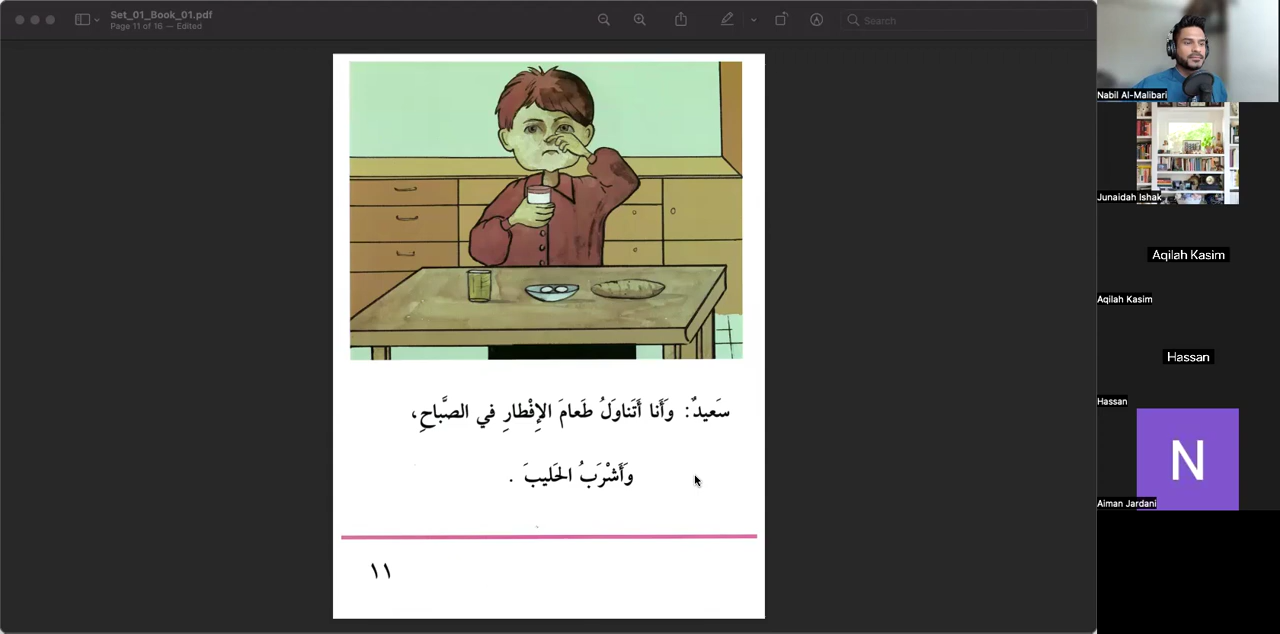 Set_01_Book_01.pdf
Page 11 of 16 — Edited
Search
سَعيدٌ: وَأَنا أَتَناوَلُ طَعامَ الإِفْطارِ في الصَّباحِ،
وَأَشْرَبُ الحَليبَ .
١١
Nabil Al-Malibari
Junaidah Ishak
Aqilah Kasim
Aqilah Kasim
Hassan
Hassan
N
Aiman Jardani